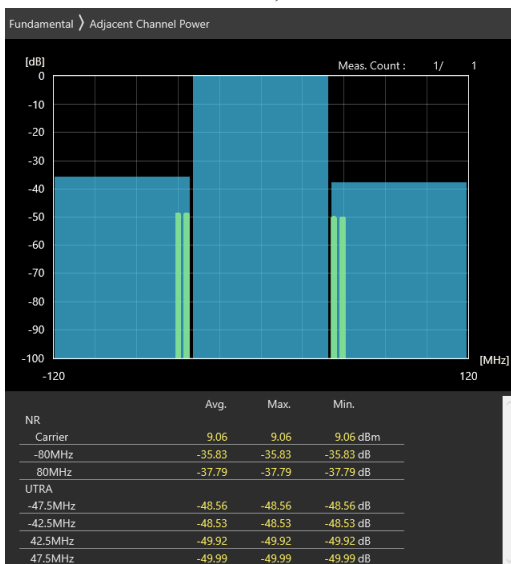 Fundamental 〉 Adjacent Channel Power
[dB]
Meas. Count : 1/ 1
0
-10
-20
-30
-40
-50
-60
-70
-80
-90
-100
[MHz]
-120 120
Avg. Max. Min.
NR
Carrier 9.06 9.06 9.06 dBm
-80MHz -35.83 -35.83 -35.83 dB
80MHz -37.79 -37.79 -37.79 dB
UTRA
-47.5MHz -48.56 -48.56 -48.56 dB
-42.5MHz -48.53 -48.53 -48.53 dB
42.5MHz -49.92 -49.92 -49.92 dB
47.5MHz -49.99 -49.99 -49.99 dB